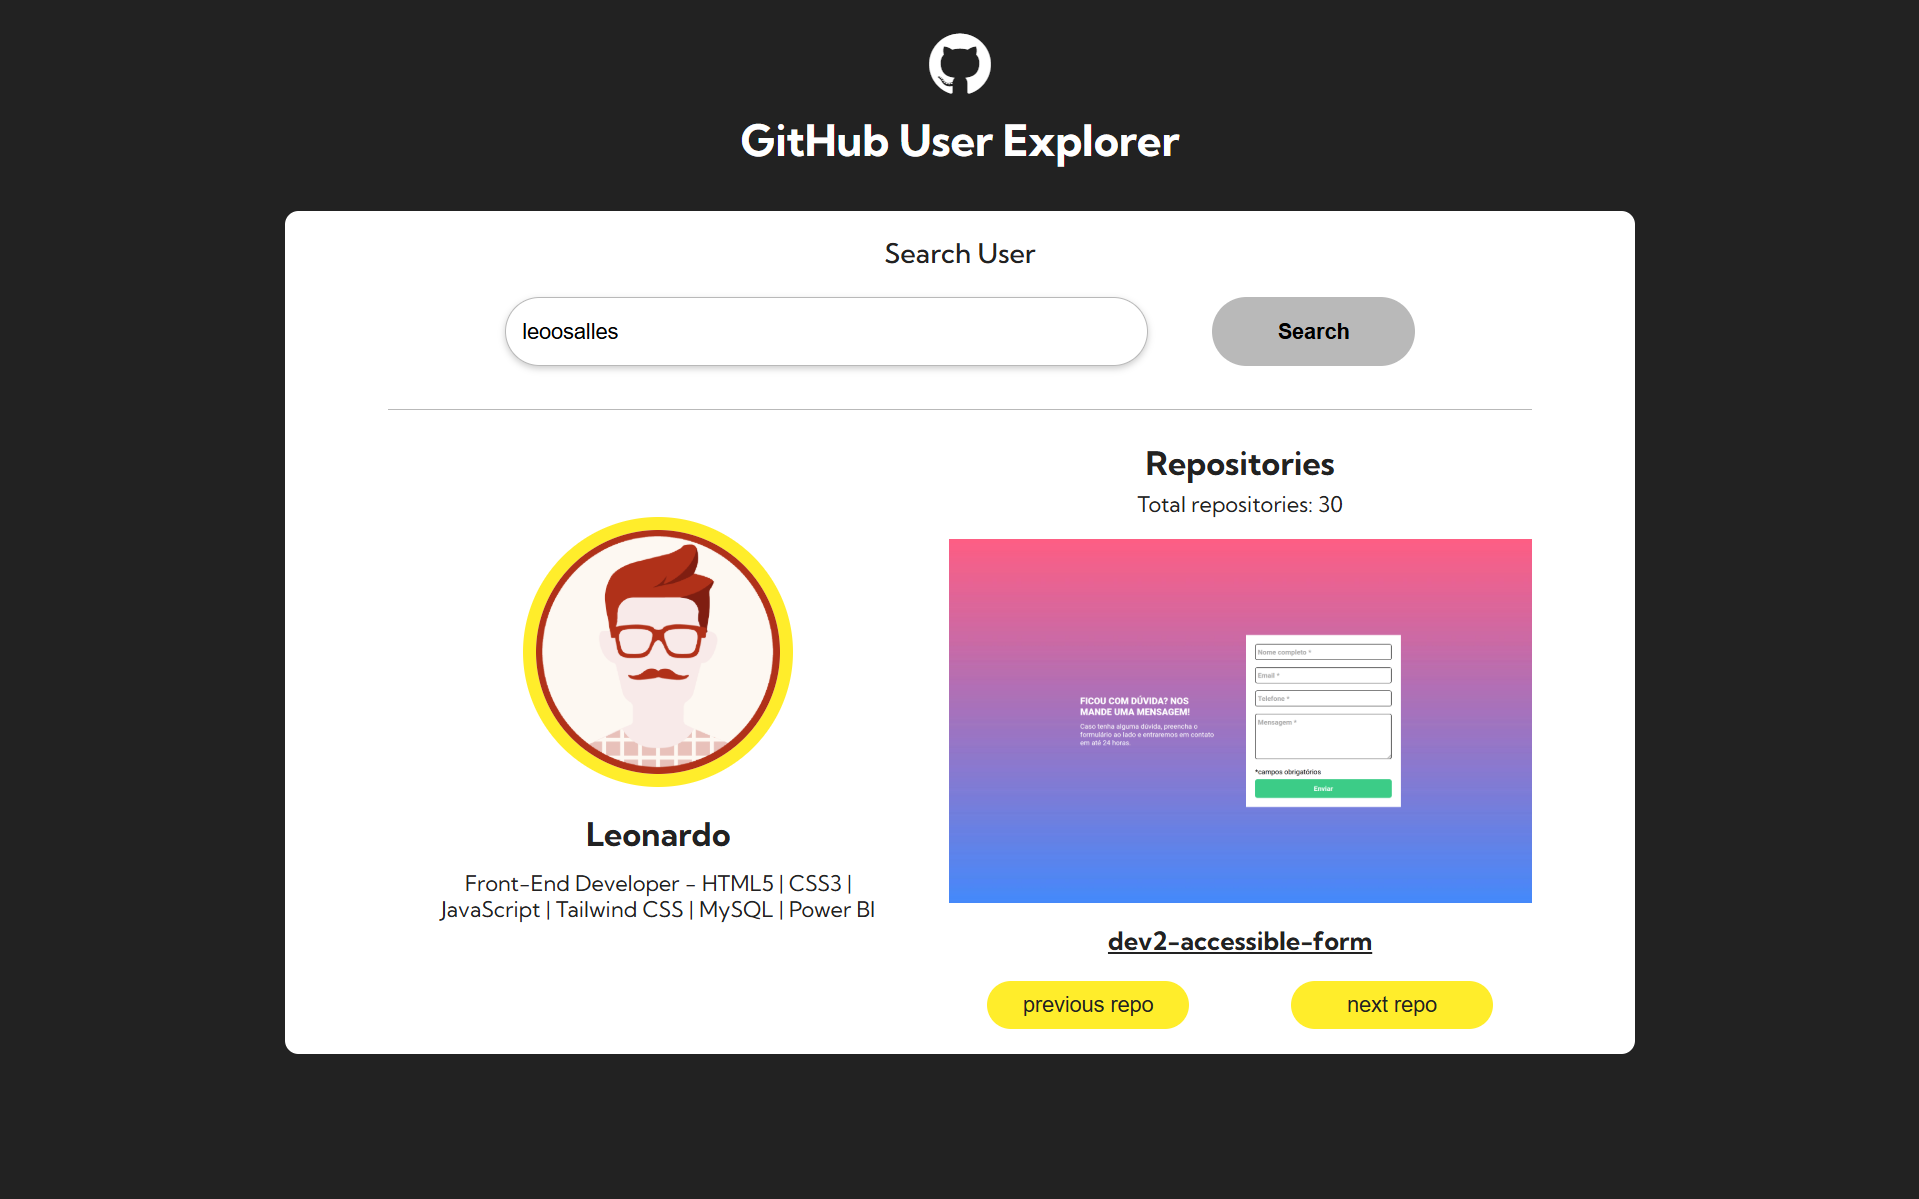 GitHub User Explorer
Search User
leoosalles
Search
Leonardo
Front-End Developer - HTML5 | CSS3 |
JavaScript | Tailwind CSS | MySQL | Power BI
Repositories
Total repositories: 30
FICOU COM DÚVIDA? NOS
MANDE UMA MENSAGEM!
Caso tenha alguma dúvida, preencha o
formulário ao lado e entraremos em contato
em até 24 horas.
Nome completo *
Email *
Telefone *
Mensagem *
*campos obrigatórios
Enviar
dev2-accessible-form
previous repo
next repo